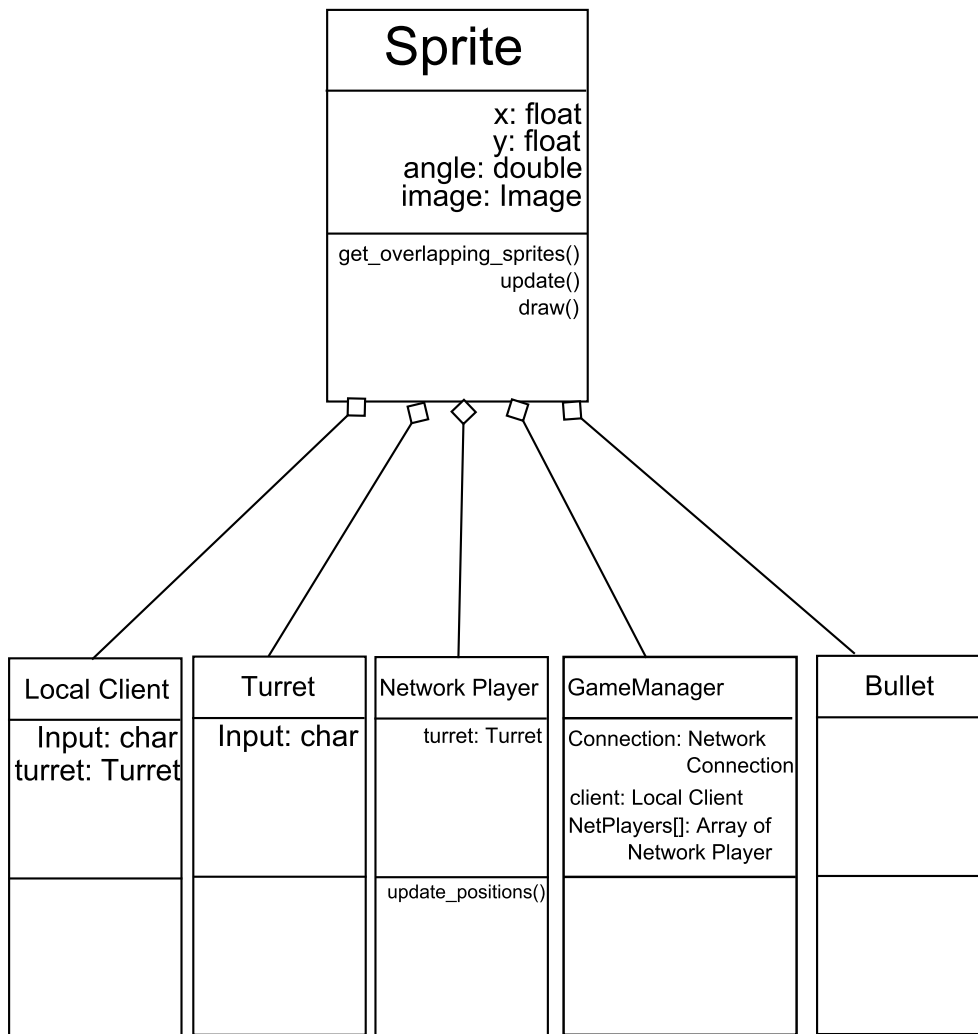 Sprite
x: float
y: float
angle: double
image: Image
get_overlapping_sprites()
update()
draw()
Local Client
Input: char
turret: Turret
Turret
Input: char
Network Player
turret: Turret
update_positions()
GameManager
Connection: Network
Connection
client: Local Client
NetPlayers[]: Array of
Network Player
Bullet